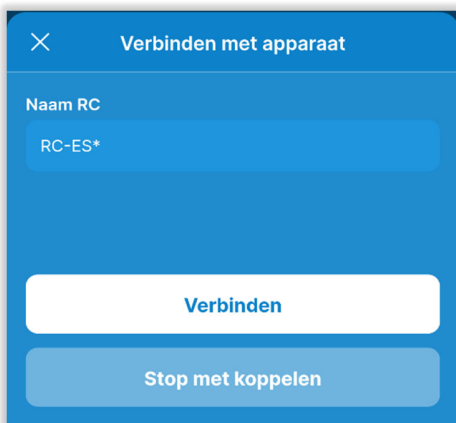 Verbinden met apparaat
Naam RC
RC-ES*
Verbinden
Stop met koppelen